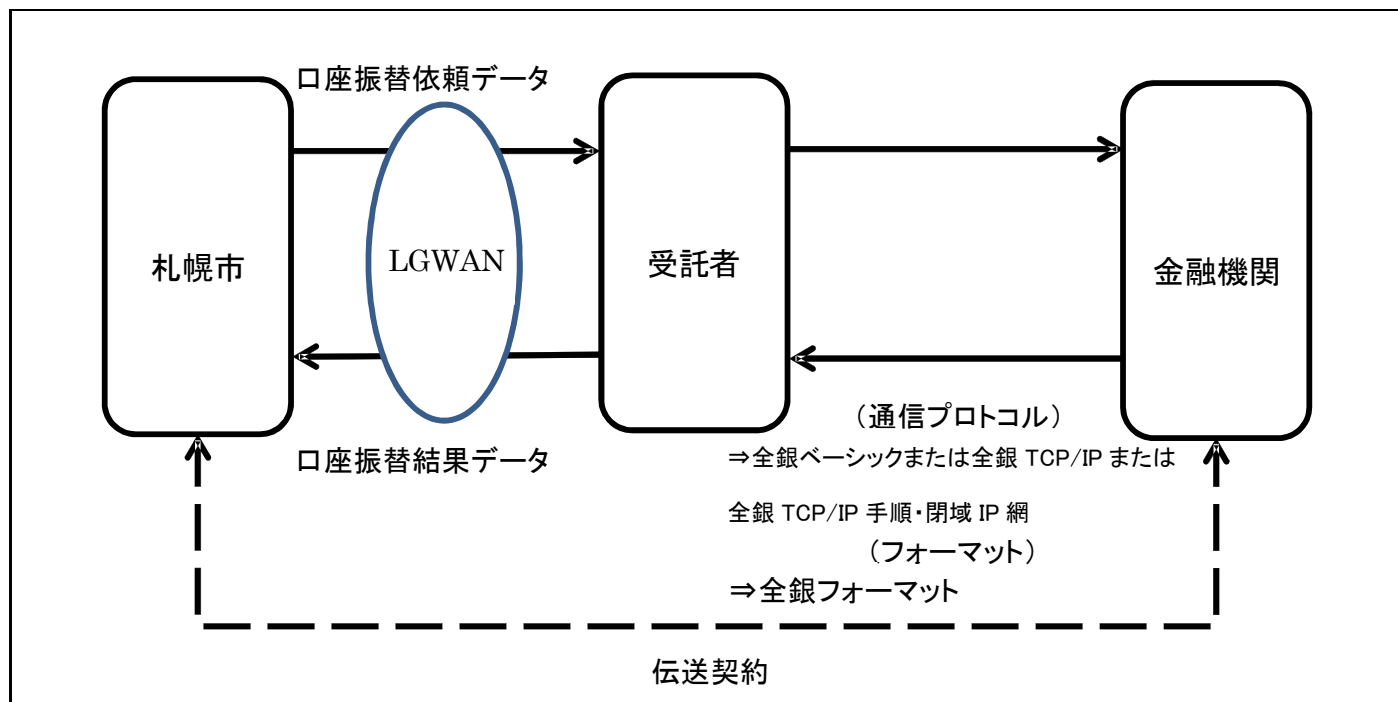 口座振替依頼データ
札幌市
LGWAN
受託者
金融機関
口座振替結果データ
（通信プロトコル）
⇒全銀ベーシックまたは全銀 TCP/IP または
全銀 TCP/IP 手順・閉域 IP 網
（フォーマット）
⇒全銀フォーマット
伝送契約